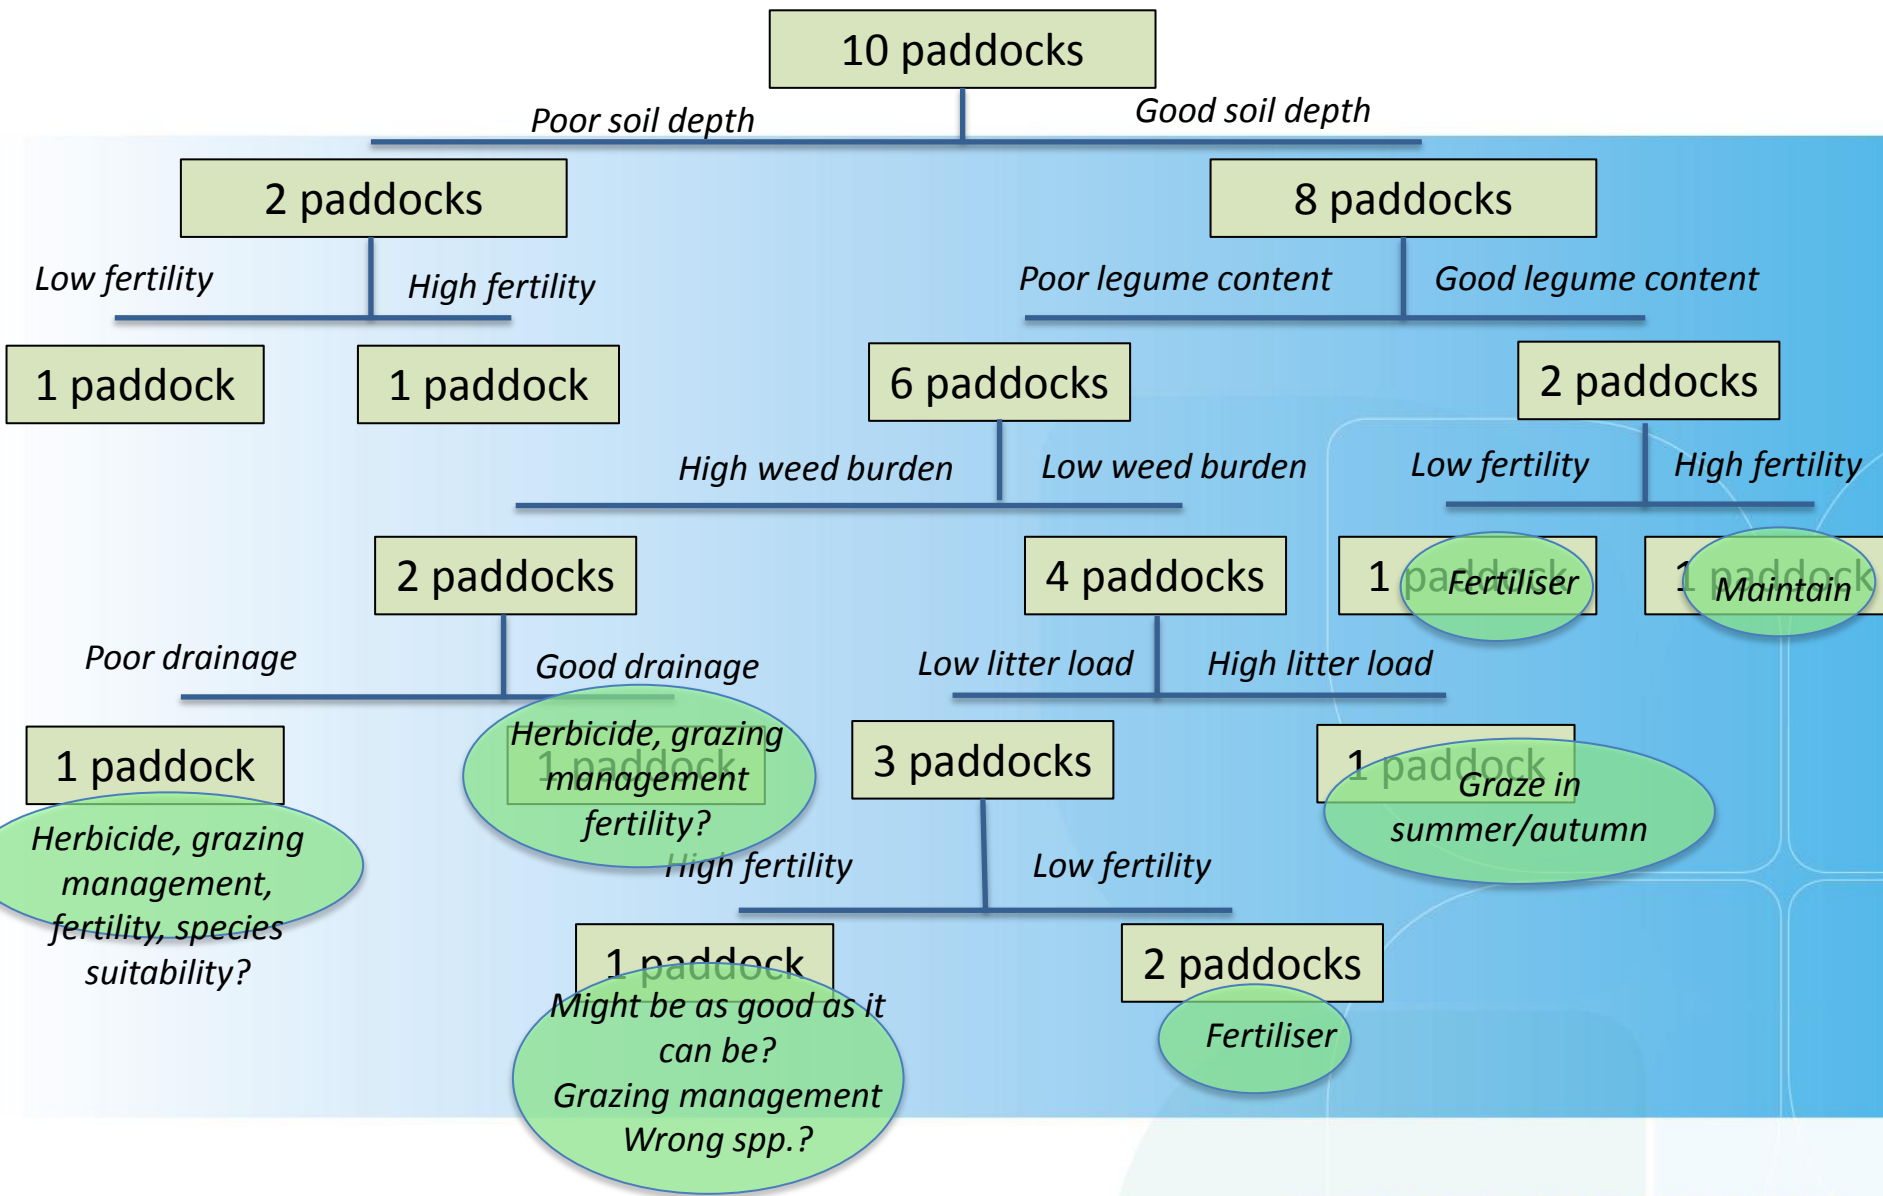 10 paddocks
Poor soil depth
Good soil depth
2 paddocks
8 paddocks
Low fertility
High fertility
Poor legume content
Good legume content
1 paddock
1 paddock
6 paddocks
2 paddocks
High weed burden
Low weed burden
Low fertility
High fertility
2 paddocks
4 paddocks
1 paddock
Fertiliser
1 paddock
Maintain
Poor drainage
Good drainage
Low litter load
High litter load
1 paddock
Herbicide, grazing
management,
fertility, species
suitability?
1 paddock
Herbicide, grazing
management
fertility?
3 paddocks
1 paddock
Graze in
summer/autumn
High fertility
Low fertility
1 paddock
Might be as good as it
can be?
Grazing management
Wrong spp.?
2 paddocks
Fertiliser